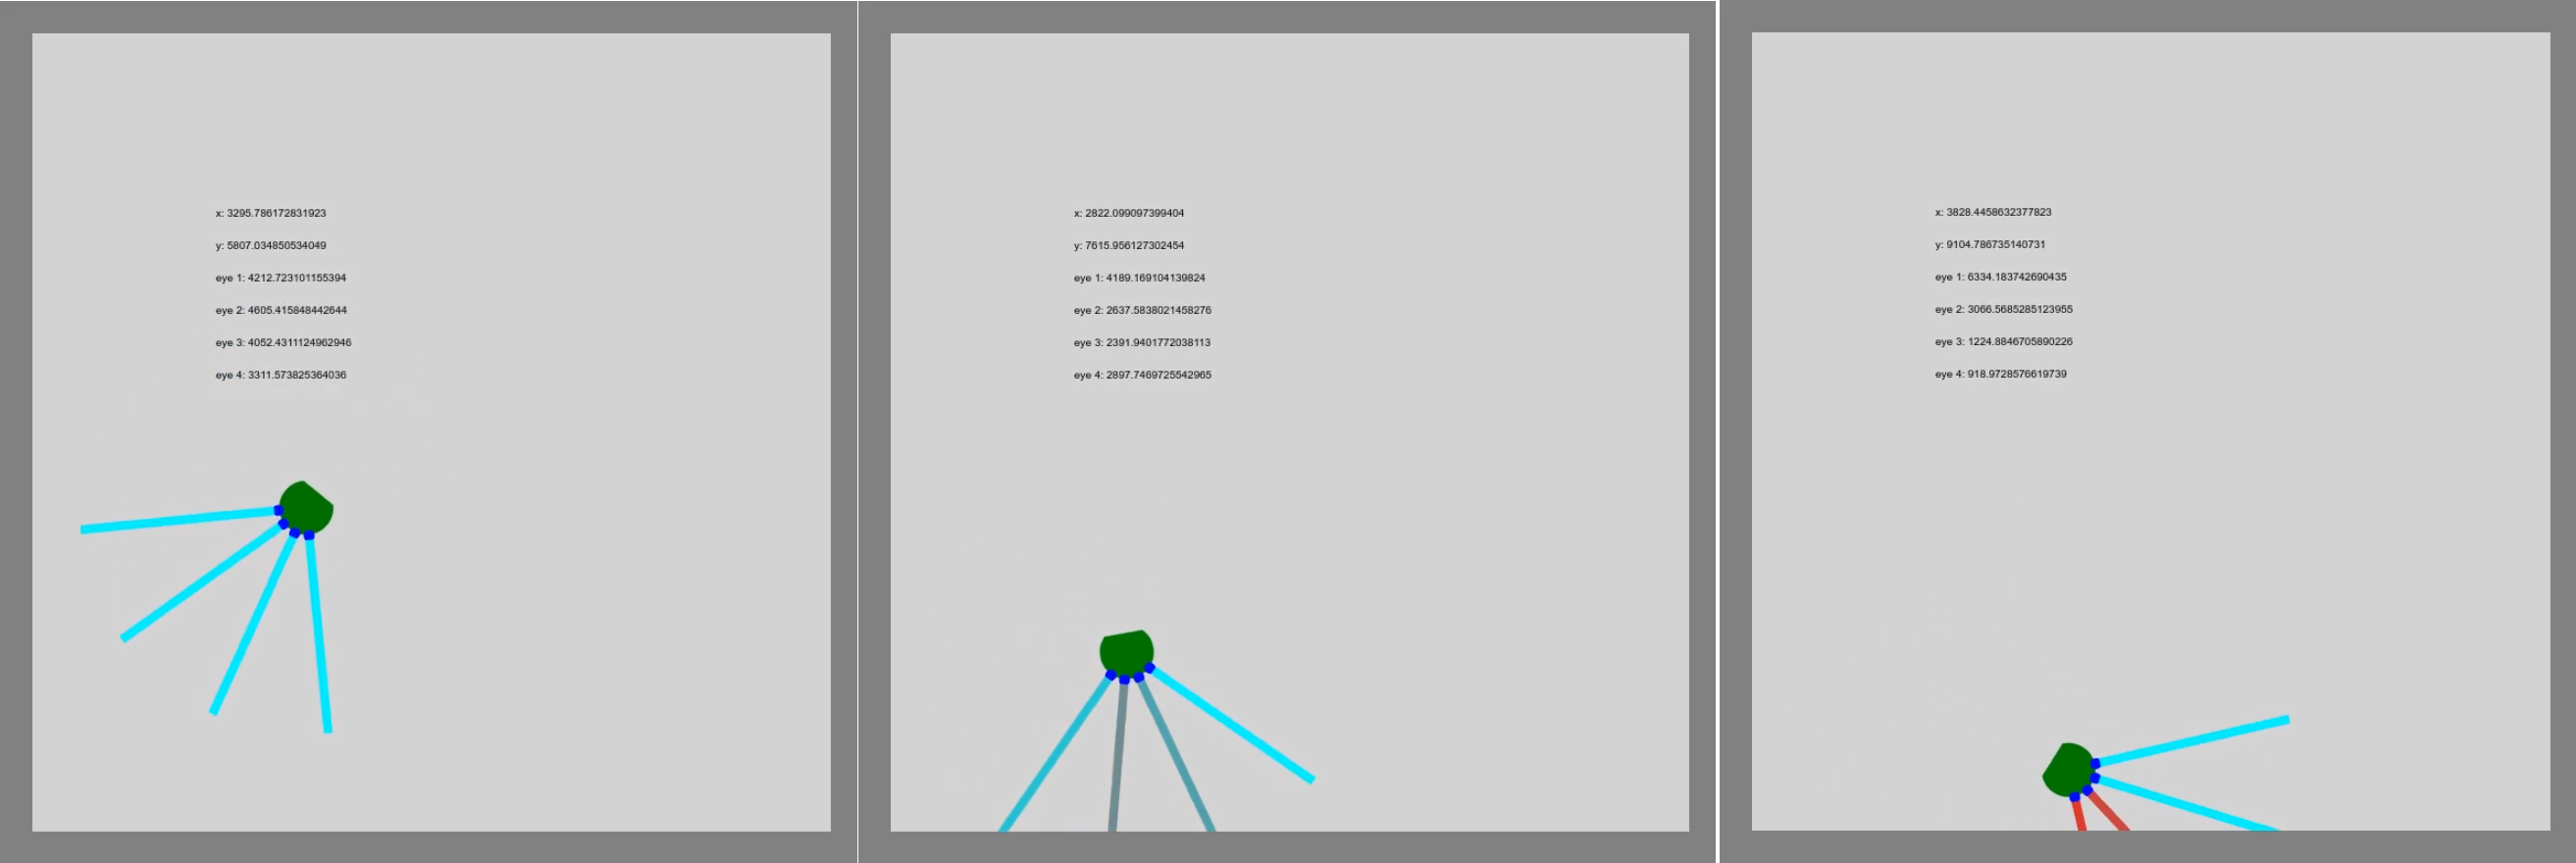 x: 3295.786172831923
y: 5807.034850534049
eye 1: 4212.723101155394
eye 2: 4605.415848442644
eye 3: 4052.4311124962946
eye 4: 3311.573825364036
x: 2822.099097399404
y: 7615.956127302454
eye 1: 4189.169104139824
eye 2: 2637.5838021458276
eye 3: 2391.9401772038113
eye 4: 2897.7469725542965
x: 3828.4458632377823
y: 9104.786735140731
eye 1: 6334.183742690435
eye 2: 3066.5685285123955
eye 3: 1224.8846705890226
eye 4: 918.9728576619739